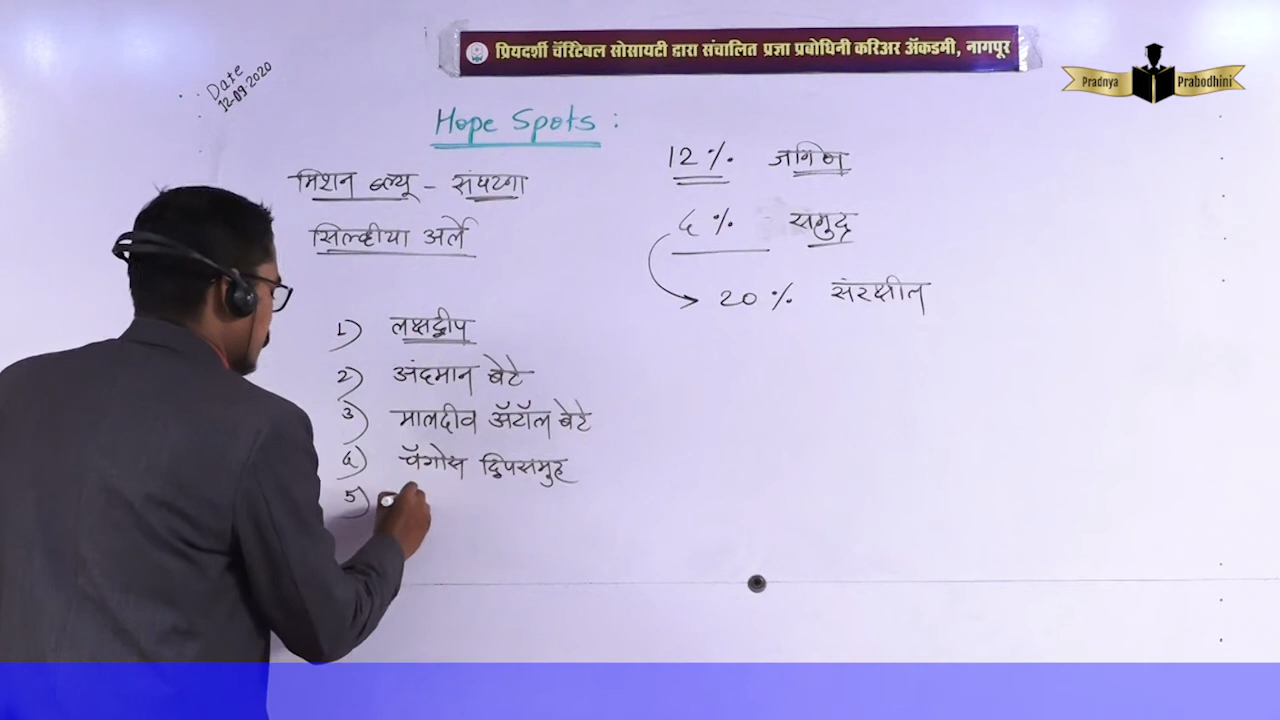 प्रियदर्शी चॅरिटेबल सोसायटी द्वारा संचालित प्रज्ञा प्रबोधिनी करिअर ॲकडमी, नागपूर
Pradnya Prabodhini
Date
12-09-2020
Hope Spots :
मिशन ब्ल्यू - संघटना
सिल्व्हीया अर्ले
1) लक्षद्वीप
2) अंदमान बेटे
3) मालदीव ॲटॉल बेटे
4) चॅगोस द्विपसमुह
5)
12 % जमिन
6 % समुद्र
20 % संरक्षीत